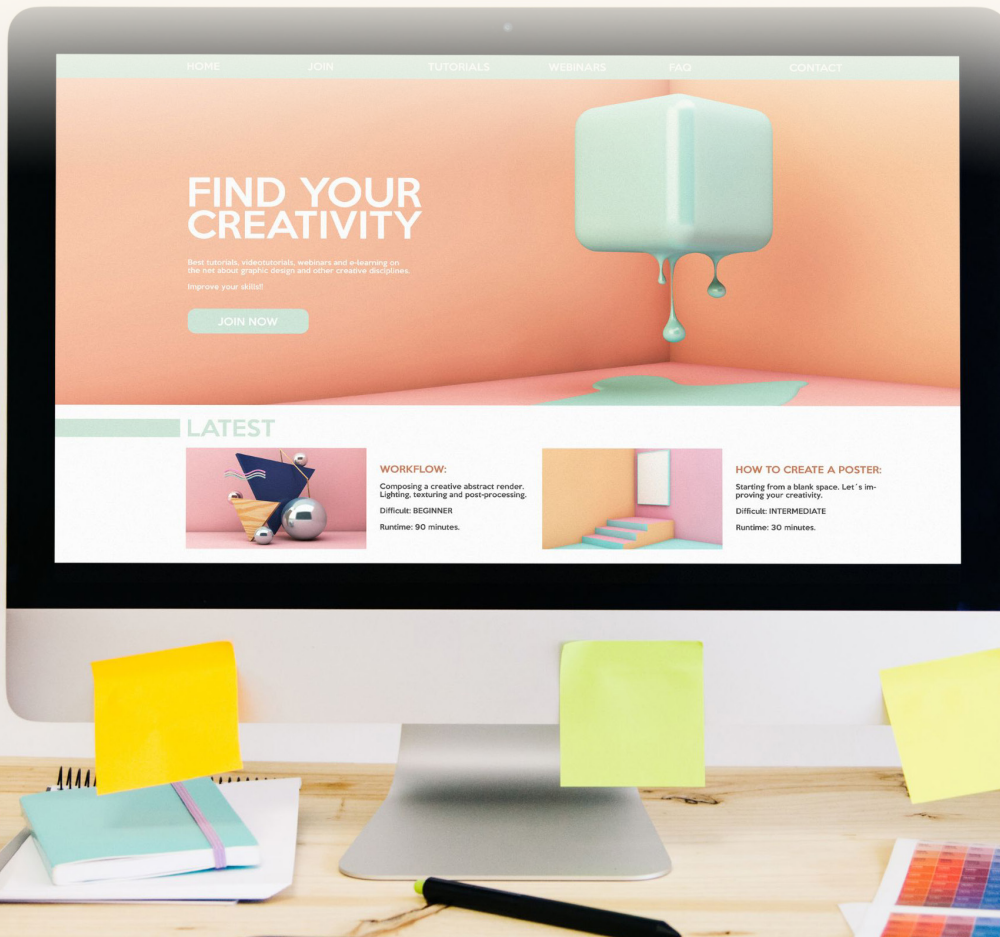 HOME JOIN TUTORIALS WEBINARS FAQ CONTACT
FIND YOUR
CREATIVITY
Best tutorials, videotutorials, webinars and e-learning on
the net about graphic design and other creative disciplines.
Improve your skills!!
JOIN NOW
LATEST
WORKFLOW:
Composing a creative abstract render.
Lighting, texturing and post-processing.
Difficult: BEGINNER
Runtime: 90 minutes.
HOW TO CREATE A POSTER:
Starting from a blank space. Let´s im-
proving your creativity.
Difficult: INTERMEDIATE
Runtime: 30 minutes.